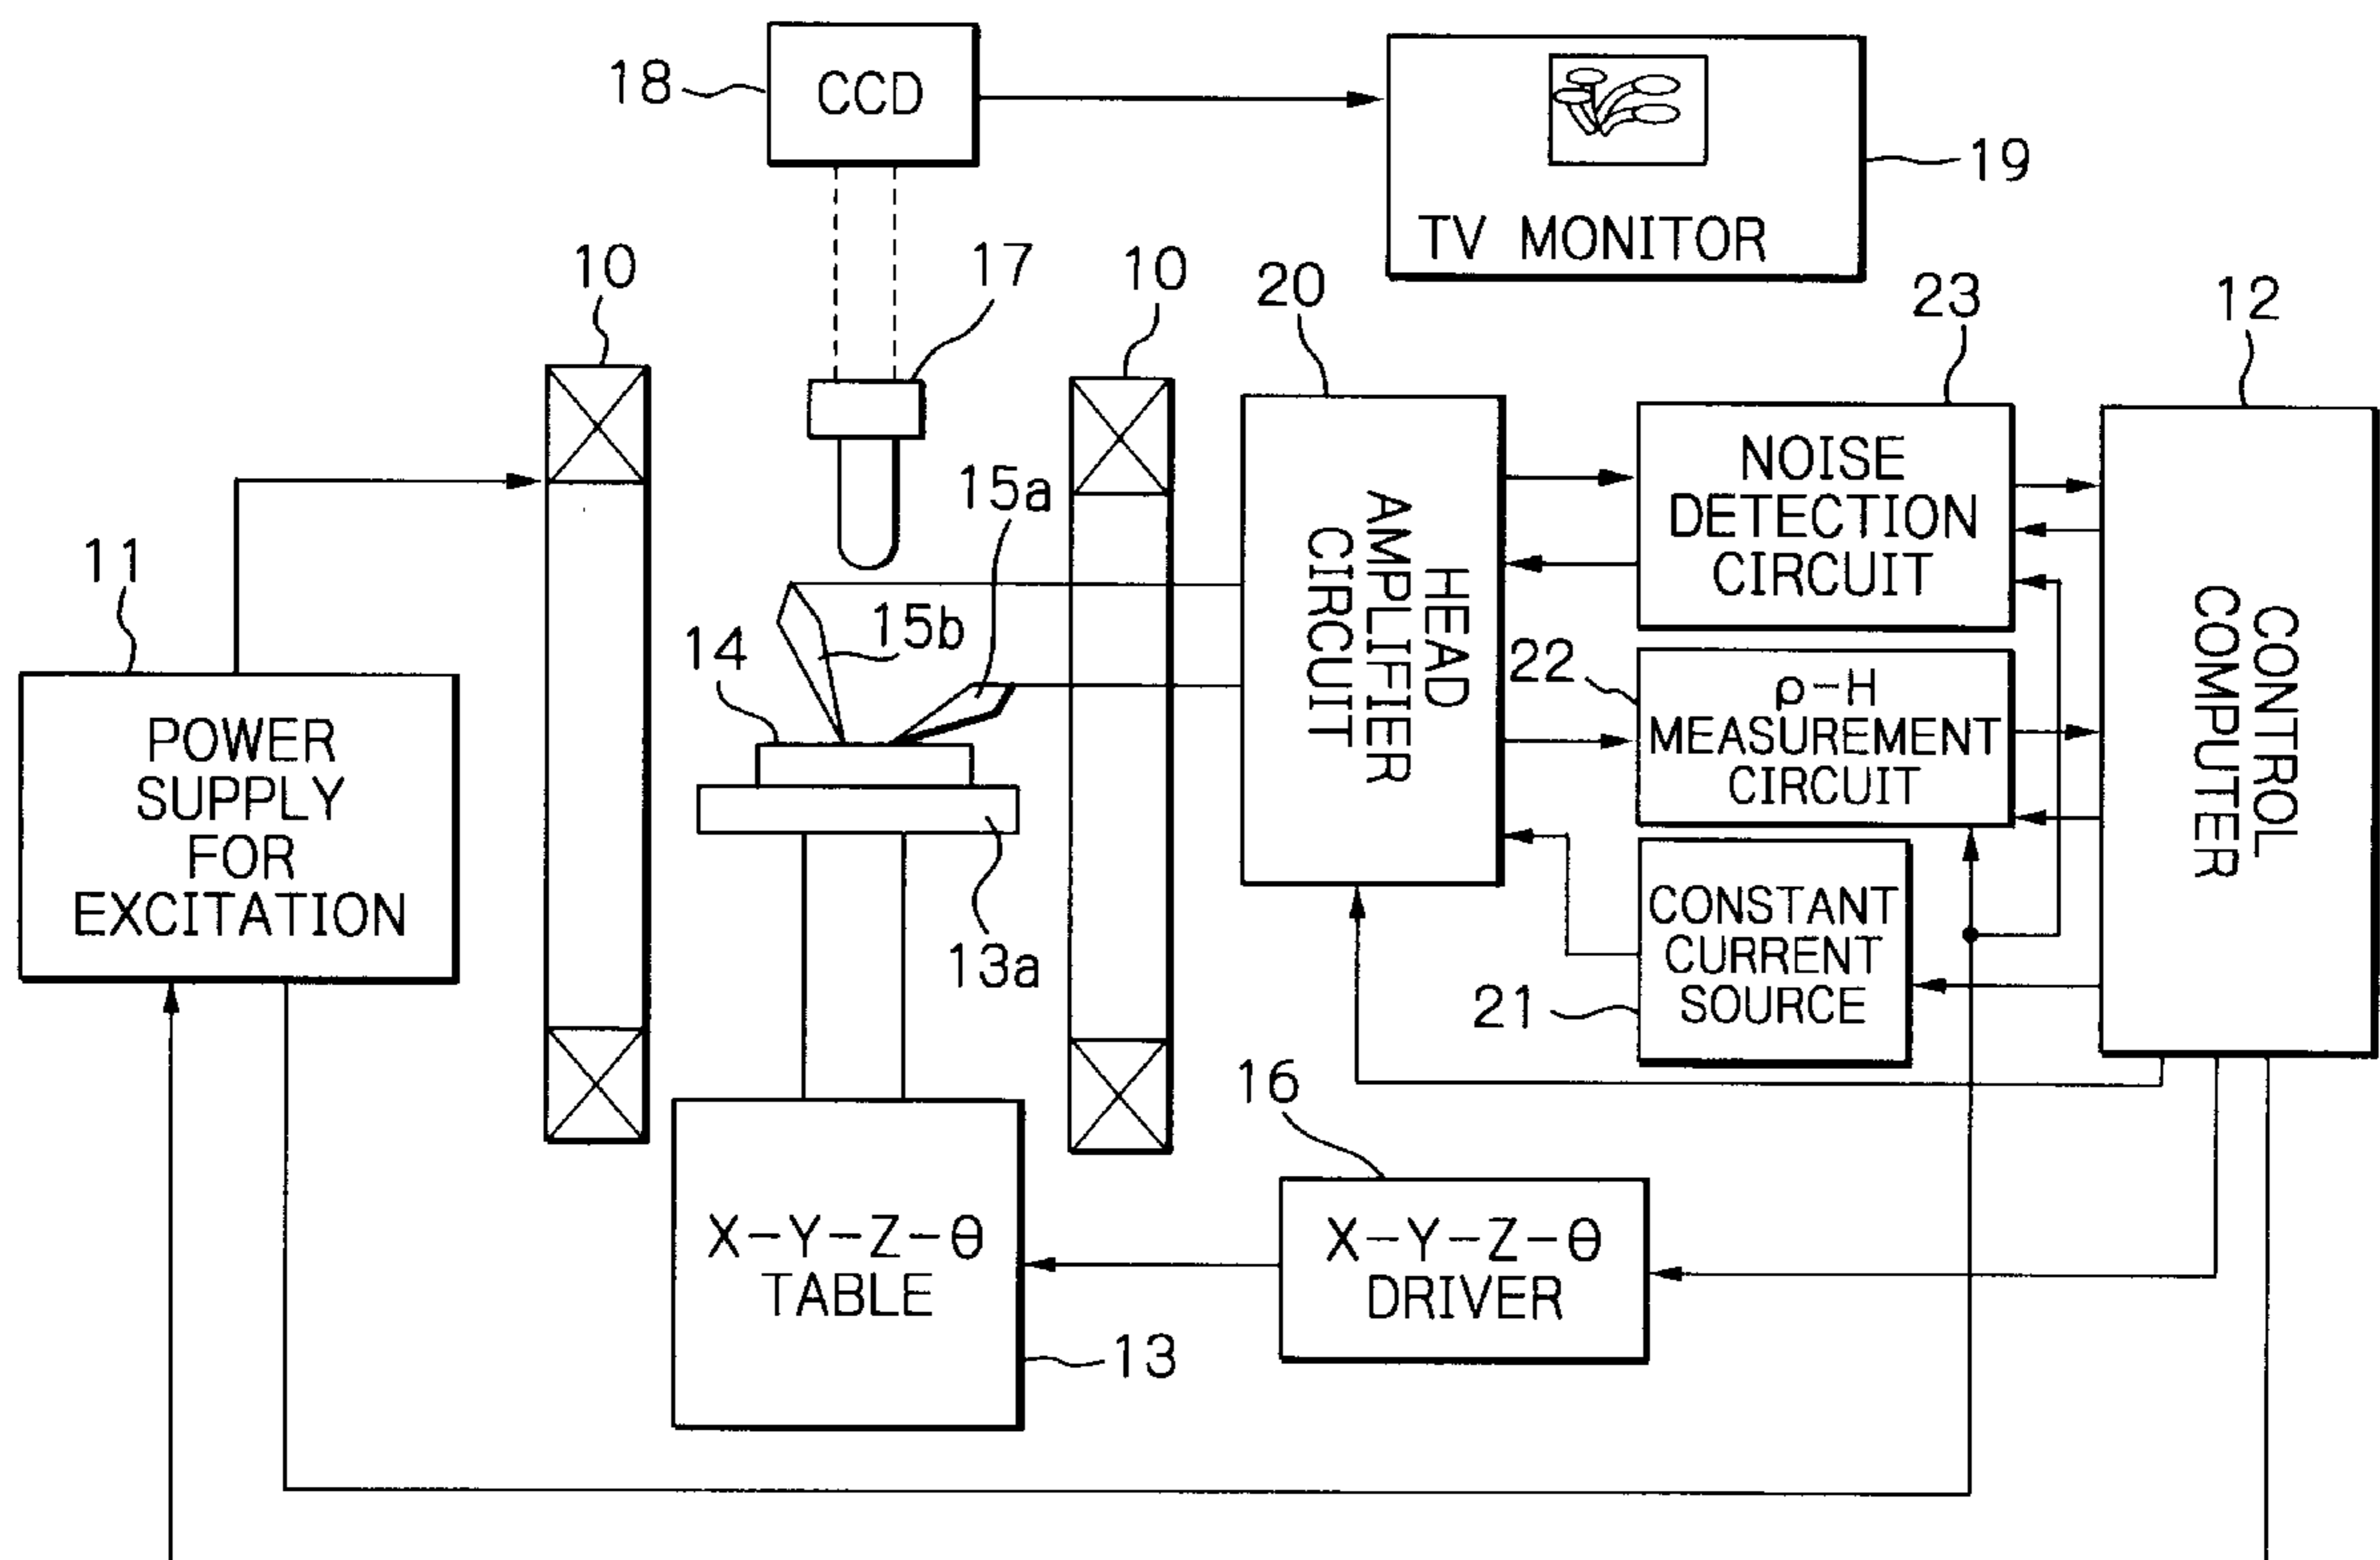 18
CCD
19
TV MONITOR
10
17
10
20
23
12
11
15a
15b
14
HEAD
AMPLIFIER
CIRCUIT
NOISE
DETECTION
CIRCUIT
CONTROL
COMPUTER
22
ρ-H
MEASUREMENT
CIRCUIT
POWER
SUPPLY
FOR
EXCITATION
13a
21
CONSTANT
CURRENT
SOURCE
16
X-Y-Z-θ
TABLE
X-Y-Z-θ
DRIVER
13